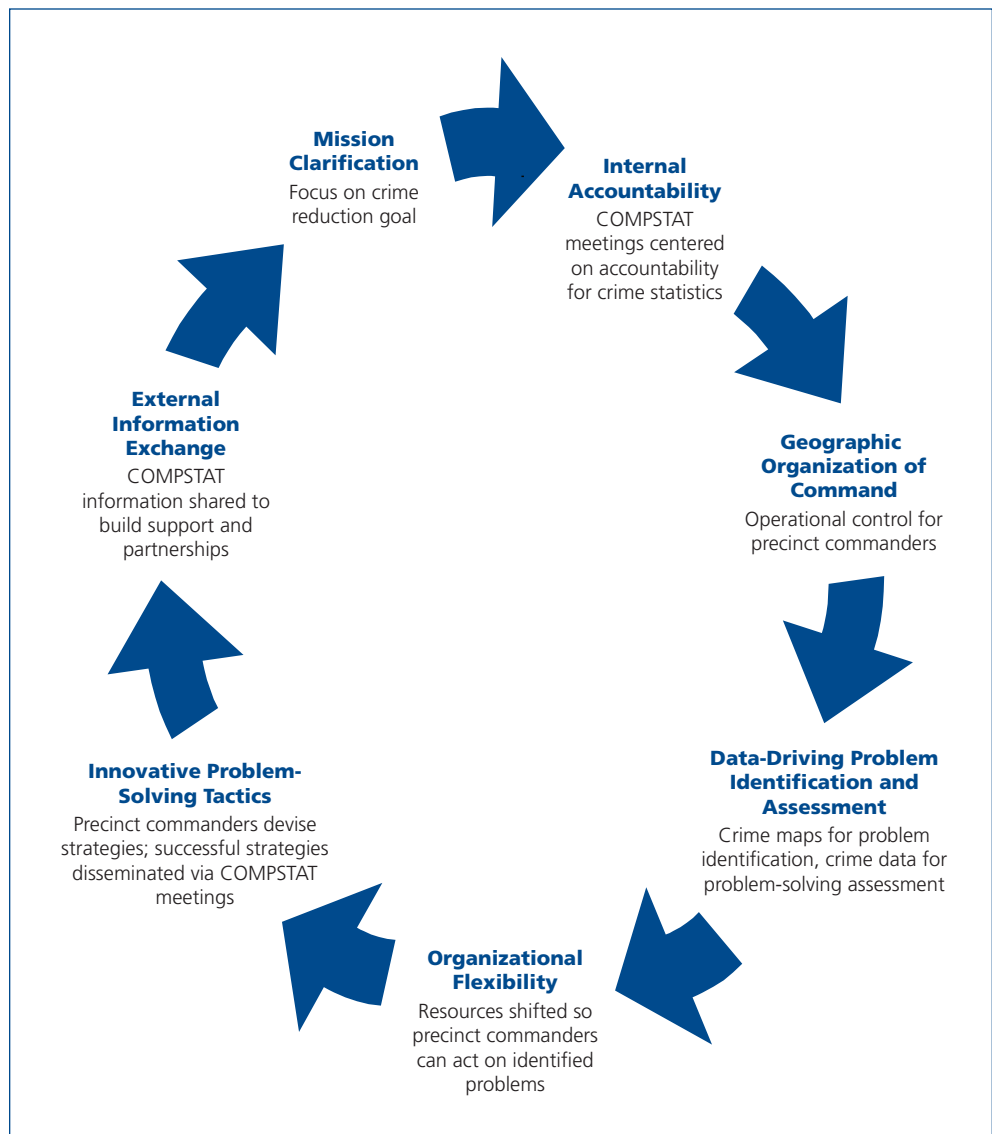 Mission
Clarification
Focus on crime
reduction goal
Internal
Accountability
COMPSTAT
meetings centered
on accountability
for crime statistics
Geographic
Organization of
Command
Operational control for
precinct commanders
Data-Driving Problem
Identification and
Assessment
Crime maps for problem
identification, crime data for
problem-solving assessment
Organizational
Flexibility
Resources shifted so
precinct commanders
can act on identified
problems
Innovative Problem-
Solving Tactics
Precinct commanders devise
strategies; successful strategies
disseminated via COMPSTAT
meetings
External
Information
Exchange
COMPSTAT
information shared to
build support and
partnerships